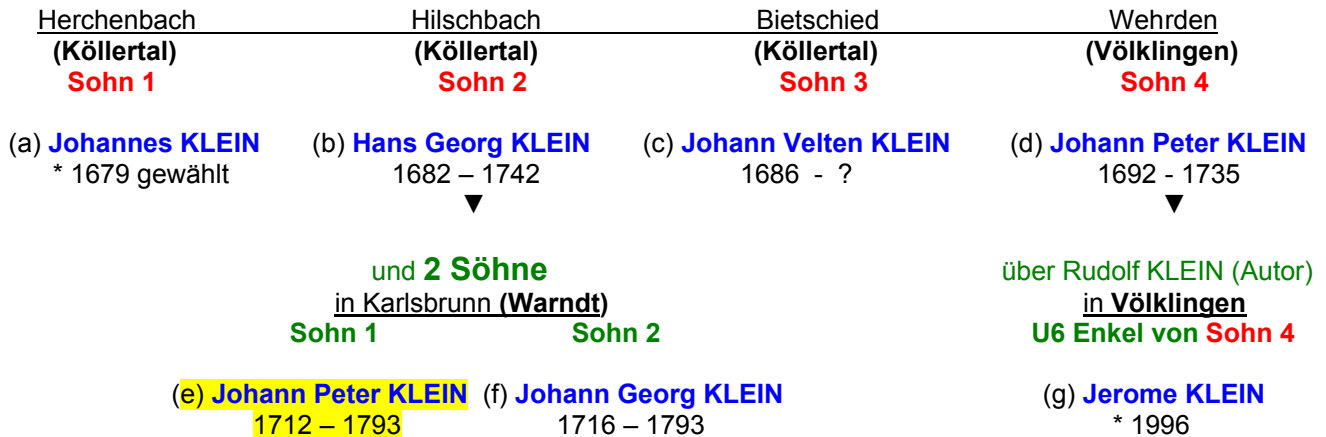 Herchenbach Hilschbach Bietschied Wehrden
(Köllertal) (Köllertal) (Köllertal) (Völklingen)
Sohn 1 Sohn 2 Sohn 3 Sohn 4
(a) Johannes KLEIN (b) Hans Georg KLEIN (c) Johann Velten KLEIN (d) Johann Peter KLEIN
* 1679 gewählt 1682 – 1742 1686 - ? 1692 - 1735
▼ ▼
und 2 Söhne über Rudolf KLEIN (Autor)
in Karlsbrunn (Warndt) in Völklingen
Sohn 1 Sohn 2 U6 Enkel von Sohn 4
(e) Johann Peter KLEIN (f) Johann Georg KLEIN (g) Jerome KLEIN
1712 – 1793 1716 – 1793 * 1996